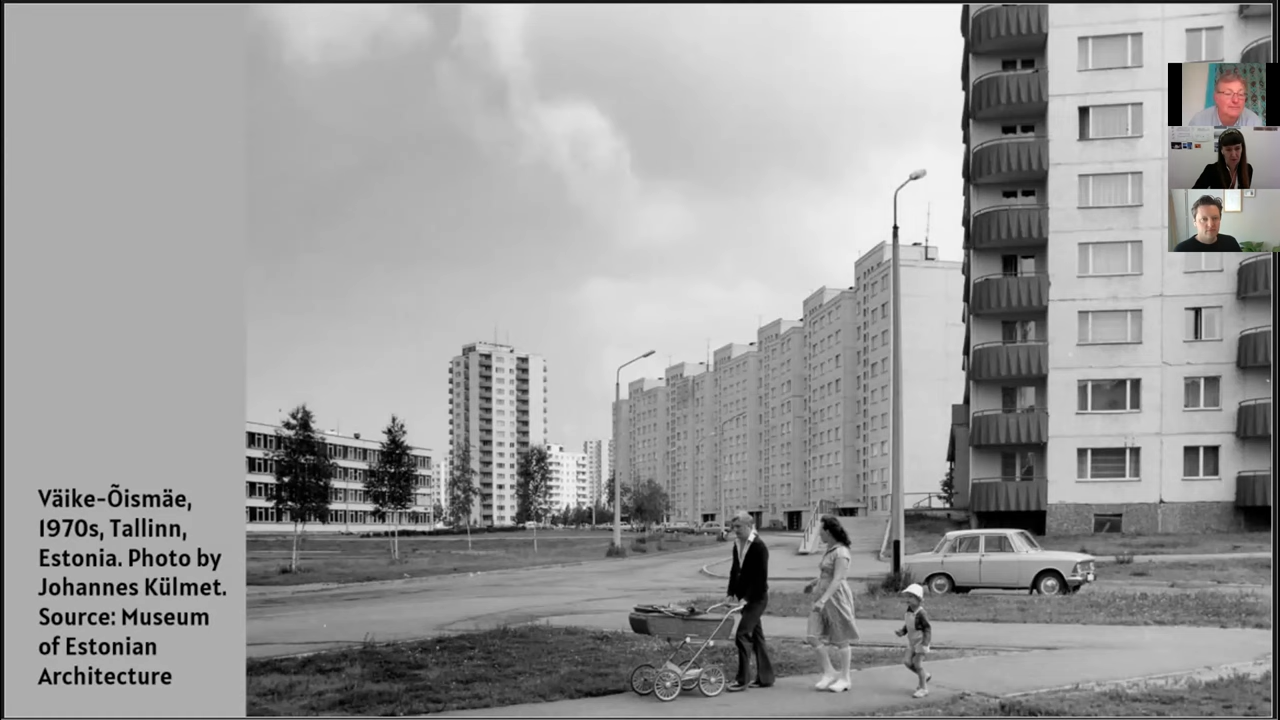 Väike-Õismäe,
1970s, Tallinn,
Estonia. Photo by
Johannes Külmet.
Source: Museum
of Estonian
Architecture